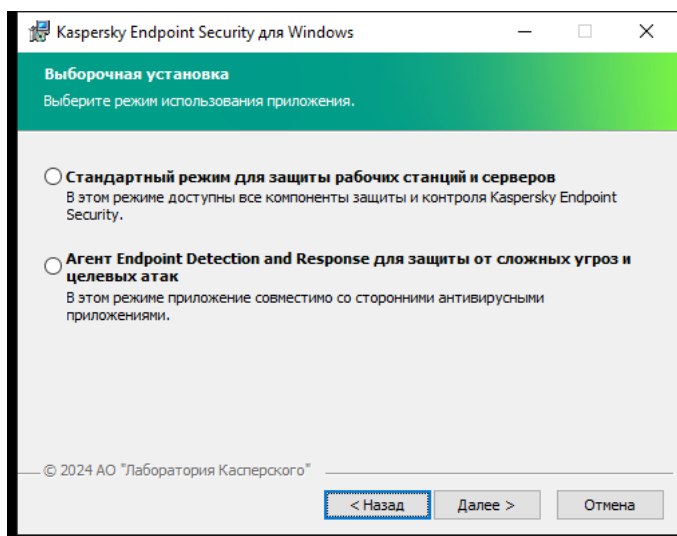 Kaspersky Endpoint Security для Windows
Выборочная установка
Выберите режим использования приложения.
Стандартный режим для защиты рабочих станций и серверов
В этом режиме доступны все компоненты защиты и контроля Kaspersky Endpoint
Security.
Агент Endpoint Detection and Response для защиты от сложных угроз и
целевых атак
В этом режиме приложение совместимо со сторонними антивирусными
приложениями.
© 2024 АО "Лаборатория Касперского"
< Назад Далее > Отмена